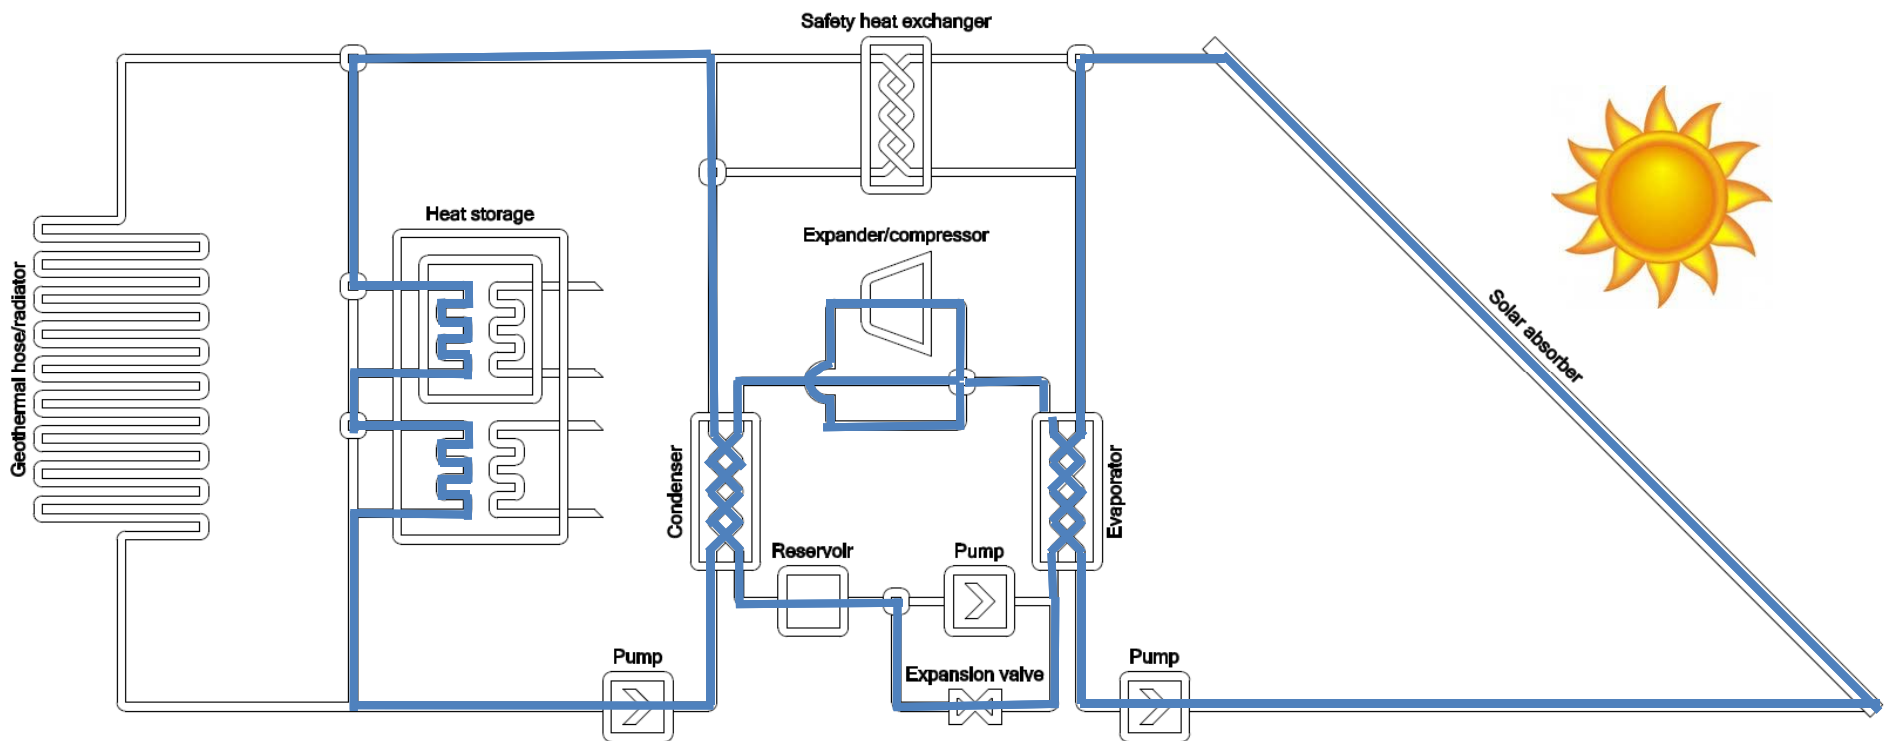 Safety heat exchanger
Heat storage
Expander/compressor
Geothermal hose/radiator
Solar absorber
Condenser
Evaporator
Reservoir
Pump
Pump
Expansion valve
Pump